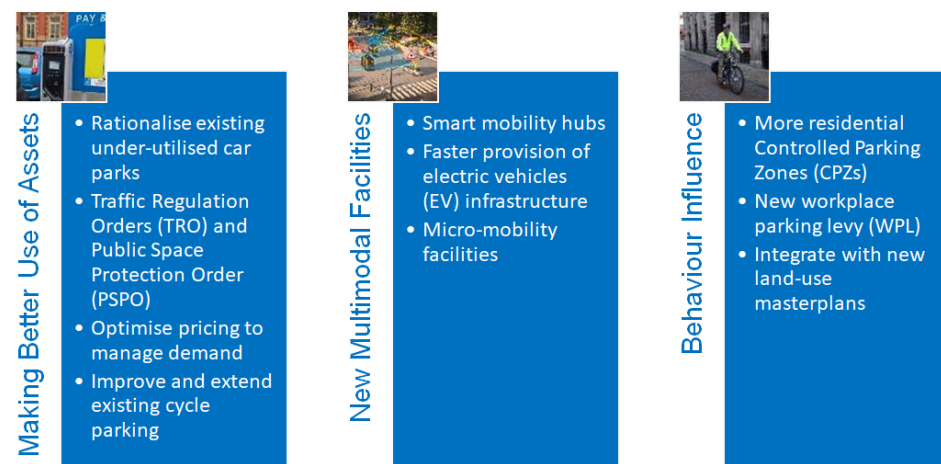 PAY &
Making Better Use of Assets
• Rationalise existing
under-utilised car
parks
• Traffic Regulation
Orders (TRO) and
Public Space
Protection Order
(PSPO)
• Optimise pricing to
manage demand
• Improve and extend
existing cycle
parking
New Multimodal Facilities
• Smart mobility hubs
• Faster provision of
electric vehicles
(EV) infrastructure
• Micro-mobility
facilities
Behaviour Influence
• More residential
Controlled Parking
Zones (CPZs)
• New workplace
parking levy (WPL)
• Integrate with new
land-use
masterplans